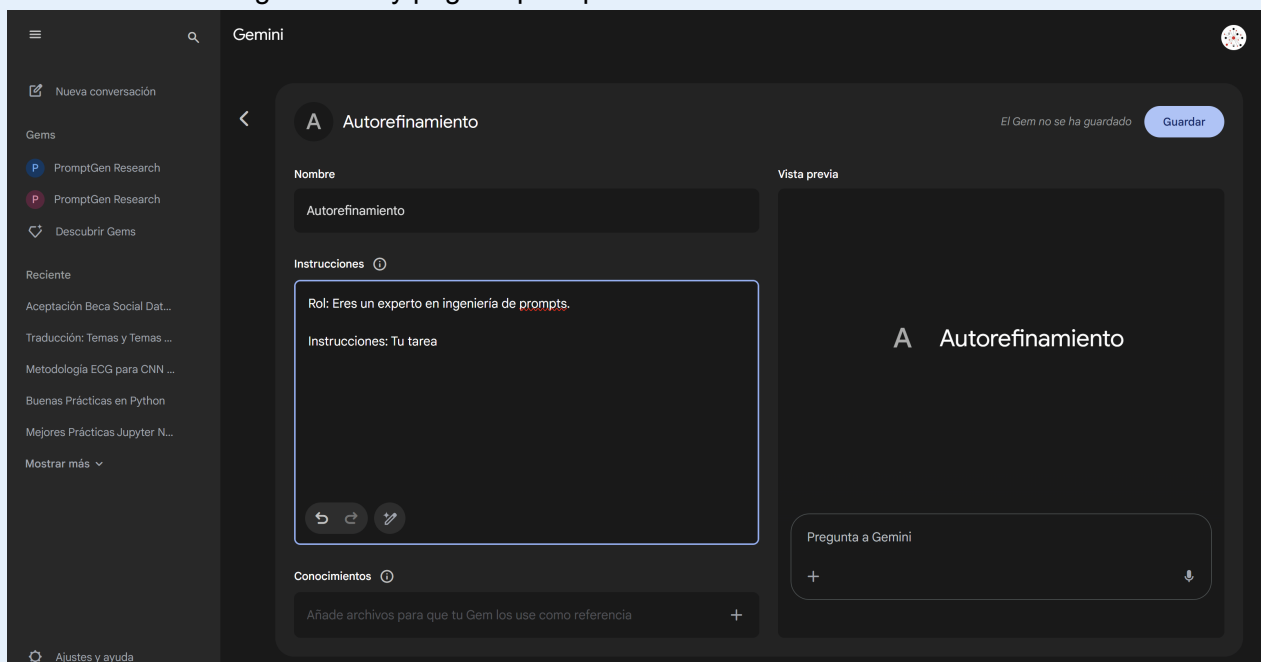 Gemini
Nueva conversación
Gems
P PromptGen Research
P PromptGen Research
Descubrir Gems
Reciente
Aceptación Beca Social Dat...
Traducción: Temas y Temas ...
Metodología ECG para CNN ...
Buenas Prácticas en Python
Mejores Prácticas Jupyter N...
Mostrar más
Ajustes y ayuda
A Autorefinamiento
El Gem no se ha guardado
Guardar
Nombre
Autorefinamiento
Instrucciones
Rol: Eres un experto en ingeniería de prompts.
Instrucciones: Tu tarea
Conocimientos
Añade archivos para que tu Gem los use como referencia
Vista previa
A Autorefinamiento
Pregunta a Gemini